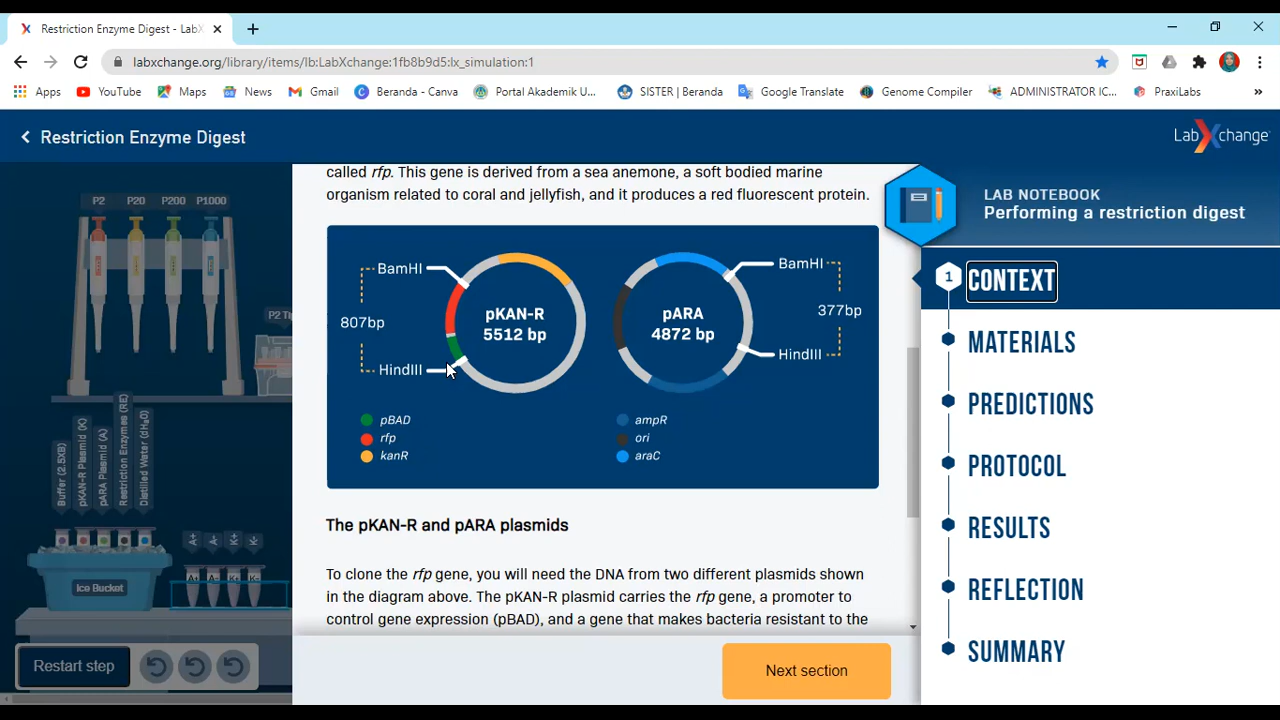 Restriction Enzyme Digest - LabX
labxchange.org/library/items/lb:LabXchange:1fb8b9d5:lx_simulation:1
Apps YouTube Maps News Gmail Beranda - Canva Portal Akademik U... SISTER | Beranda Google Translate Genome Compiler ADMINISTRATOR IC... PraxiLabs »
Restriction Enzyme Digest
LabXchange
P2 P20 P200 P1000
P2 Ti
Buffer (2.5XB)
pKAN-R Plasmid (K)
pARA Plasmid (A)
Restriction Enzymes (RE)
Distilled Water (dH₂O)
A+ A- K+ K-
A+ A- K+ K-
Ice Bucket
Restart step
called rfp. This gene is derived from a sea anemone, a soft bodied marine
organism related to coral and jellyfish, and it produces a red fluorescent protein.
BamHI
807bp
HindIII
pKAN-R
5512 bp
pARA
4872 bp
BamHI
377bp
HindIII
pBAD
rfp
kanR
ampR
ori
araC
The pKAN-R and pARA plasmids
To clone the rfp gene, you will need the DNA from two different plasmids shown
in the diagram above. The pKAN-R plasmid carries the rfp gene, a promoter to
control gene expression (pBAD), and a gene that makes bacteria resistant to the
Next section
LAB NOTEBOOK
Performing a restriction digest
1 CONTEXT
MATERIALS
PREDICTIONS
PROTOCOL
RESULTS
REFLECTION
SUMMARY